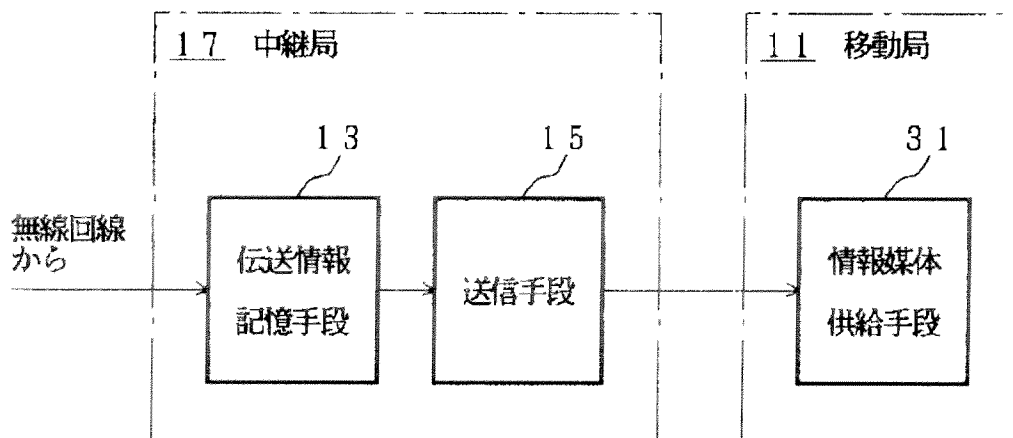 １７ 中継局
１１ 移動局
１３
１５
３１
無線回線
から
伝送情報
記憶手段
送信手段
情報媒体
供給手段